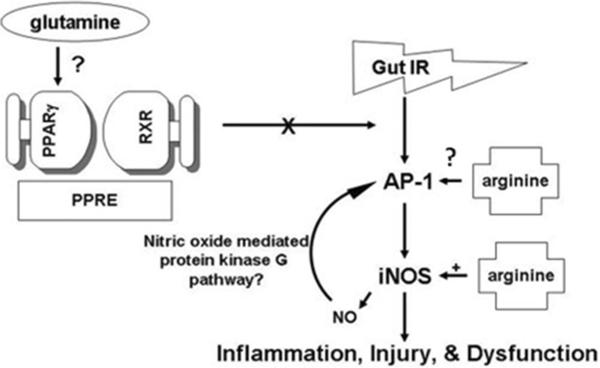 glutamine
?
PPARγ
RXR
PPRE
X
Gut IR
?
AP-1
arginine
Nitric oxide mediated
protein kinase G
pathway?
iNOS
+
arginine
NO
Inflammation, Injury, & Dysfunction